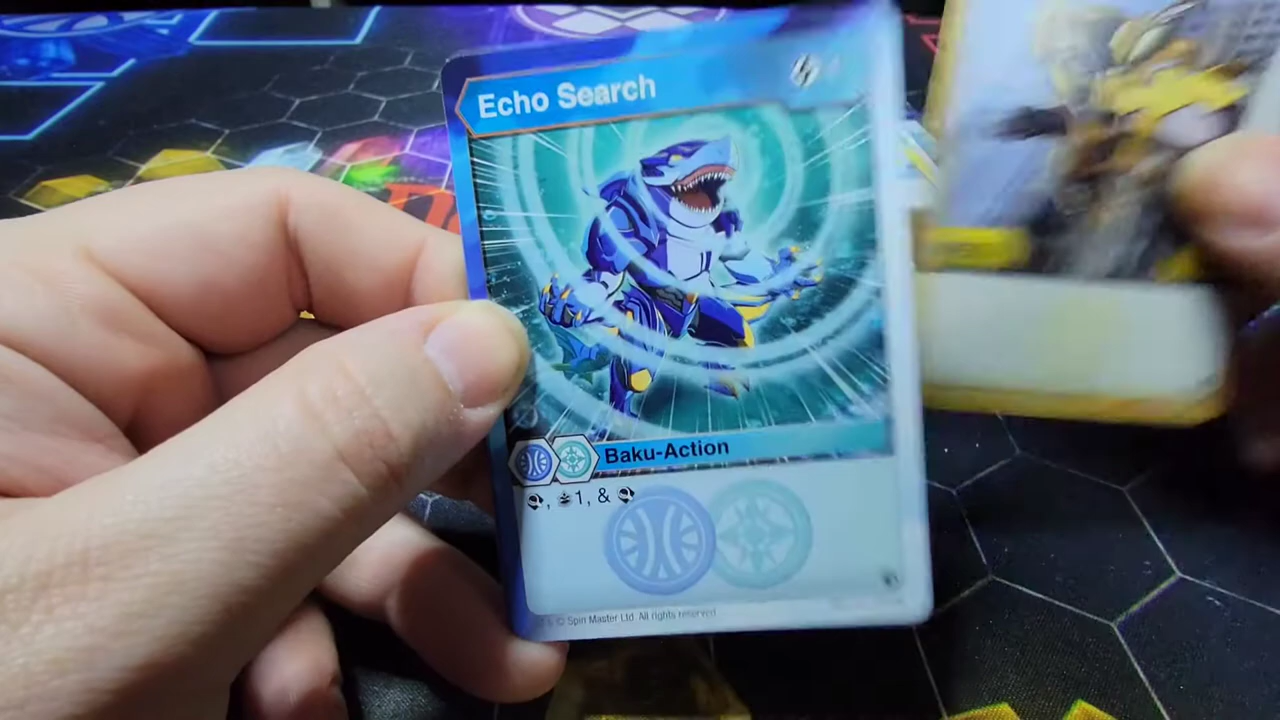 Echo Search
Baku-Action
, 1, &
© Spin Master Ltd. All rights reserved